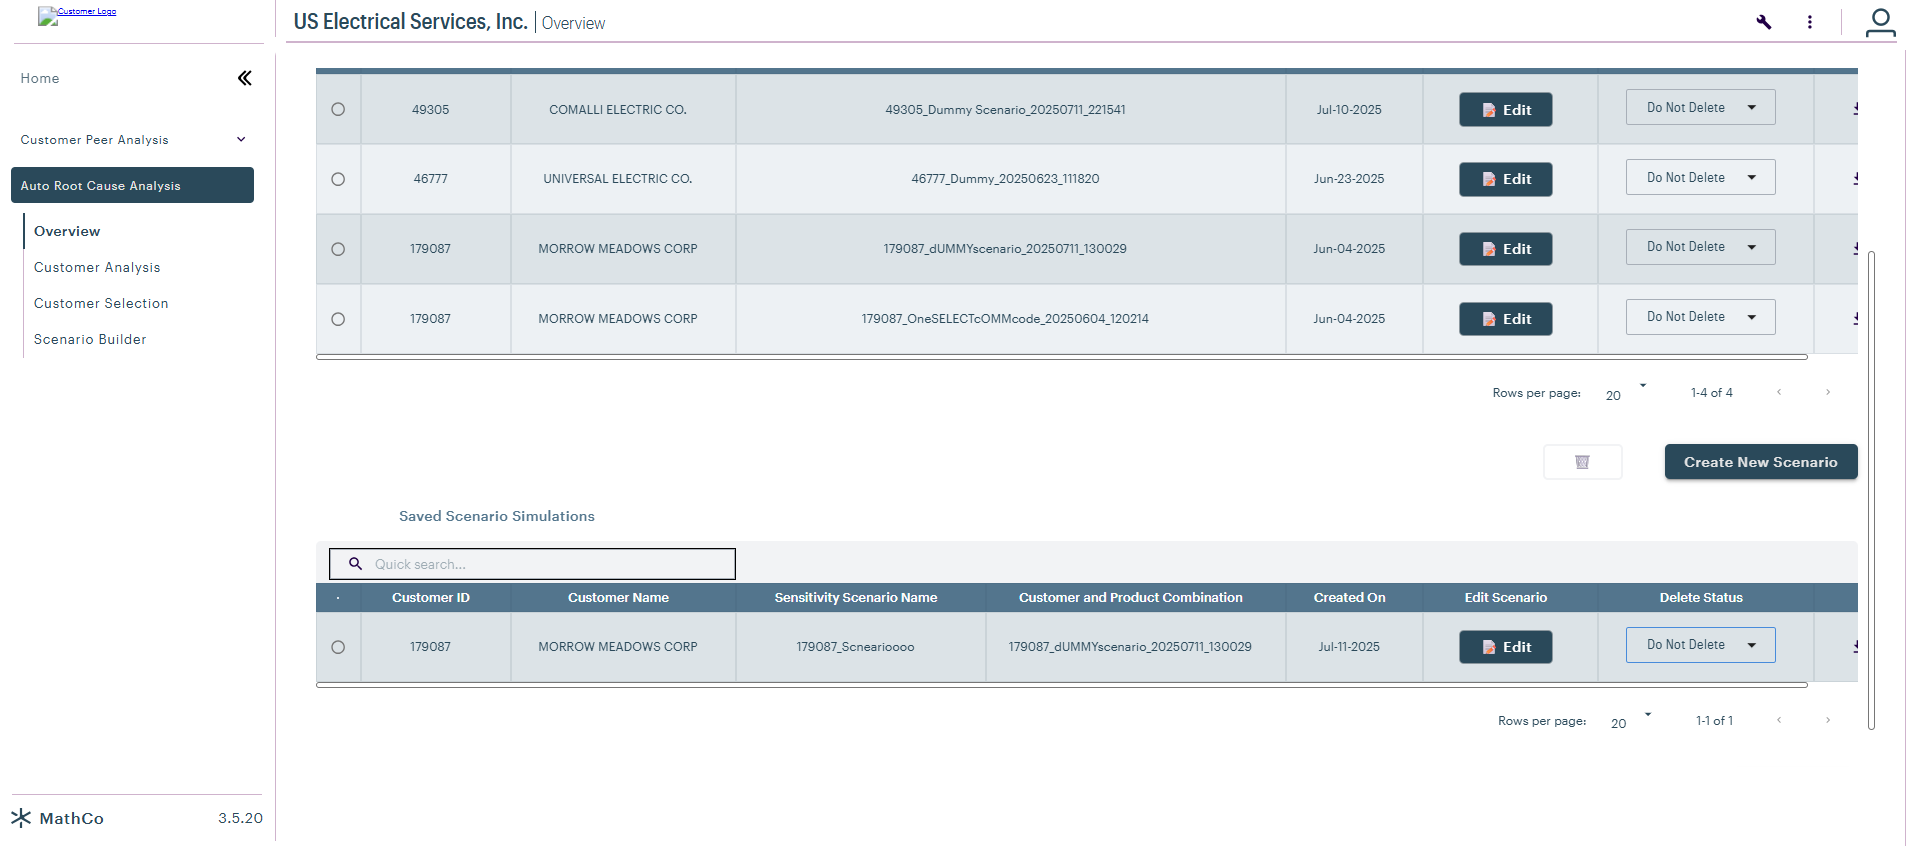 Customer Logo
US Electrical Services, Inc. Overview
Home
Customer Peer Analysis
Auto Root Cause Analysis
Overview
Customer Analysis
Customer Selection
Scenario Builder
MathCo 3.5.20
49305 COMALLI ELECTRIC CO. 49305_Dummy Scenario_20250711_221541 Jul-10-2025 Edit Do Not Delete
46777 UNIVERSAL ELECTRIC CO. 46777_Dummy_20250623_111820 Jun-23-2025 Edit Do Not Delete
179087 MORROW MEADOWS CORP 179087_dUMMYscenario_20250711_130029 Jun-04-2025 Edit Do Not Delete
179087 MORROW MEADOWS CORP 179087_OneSELECTcOMMcode_20250604_120214 Jun-04-2025 Edit Do Not Delete
Rows per page: 20 1-4 of 4
Create New Scenario
Saved Scenario Simulations
Quick search...
Customer ID Customer Name Sensitivity Scenario Name Customer and Product Combination Created On Edit Scenario Delete Status
179087 MORROW MEADOWS CORP 179087_Scneariоооо 179087_dUMMYscenario_20250711_130029 Jul-11-2025 Edit Do Not Delete
Rows per page: 20 1-1 of 1